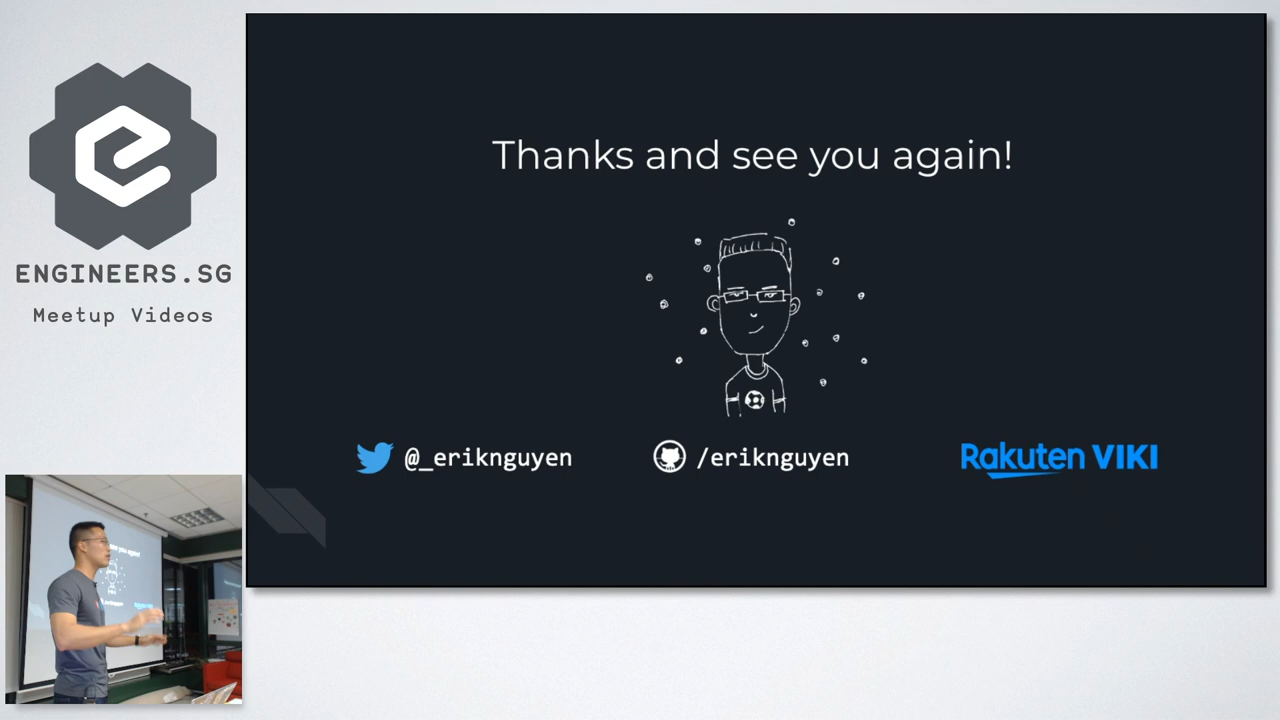 ENGINEERS.SG
Meetup Videos
Thanks and see you again!
@_eriknguyen
/eriknguyen
Rakuten VIKI